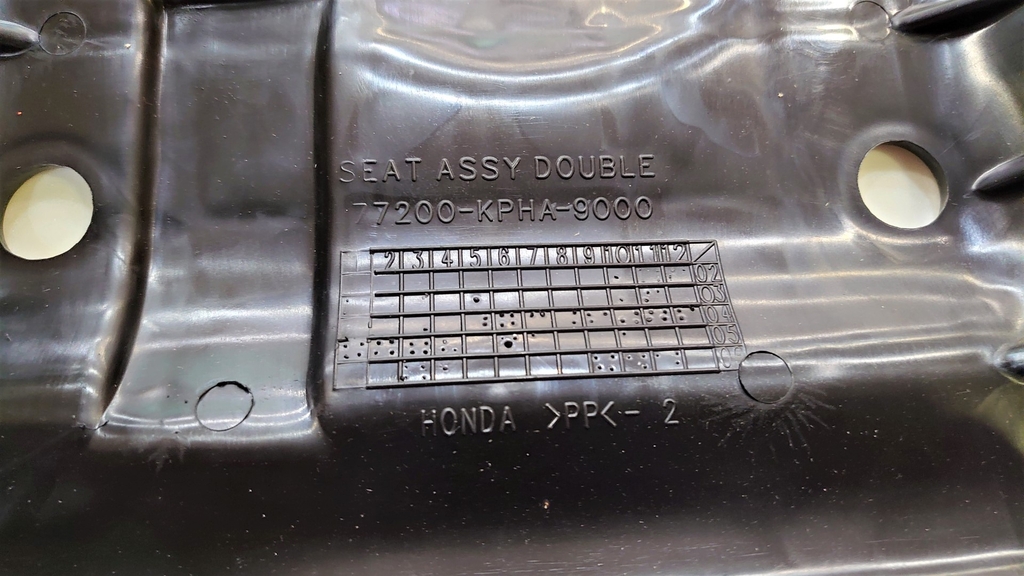 SEAT ASSY DOUBLE
77200-KPHA-9000
2 3 4 5 6 7 8 9 10 11 12
02
03
04
05
HONDA >PP<- 2